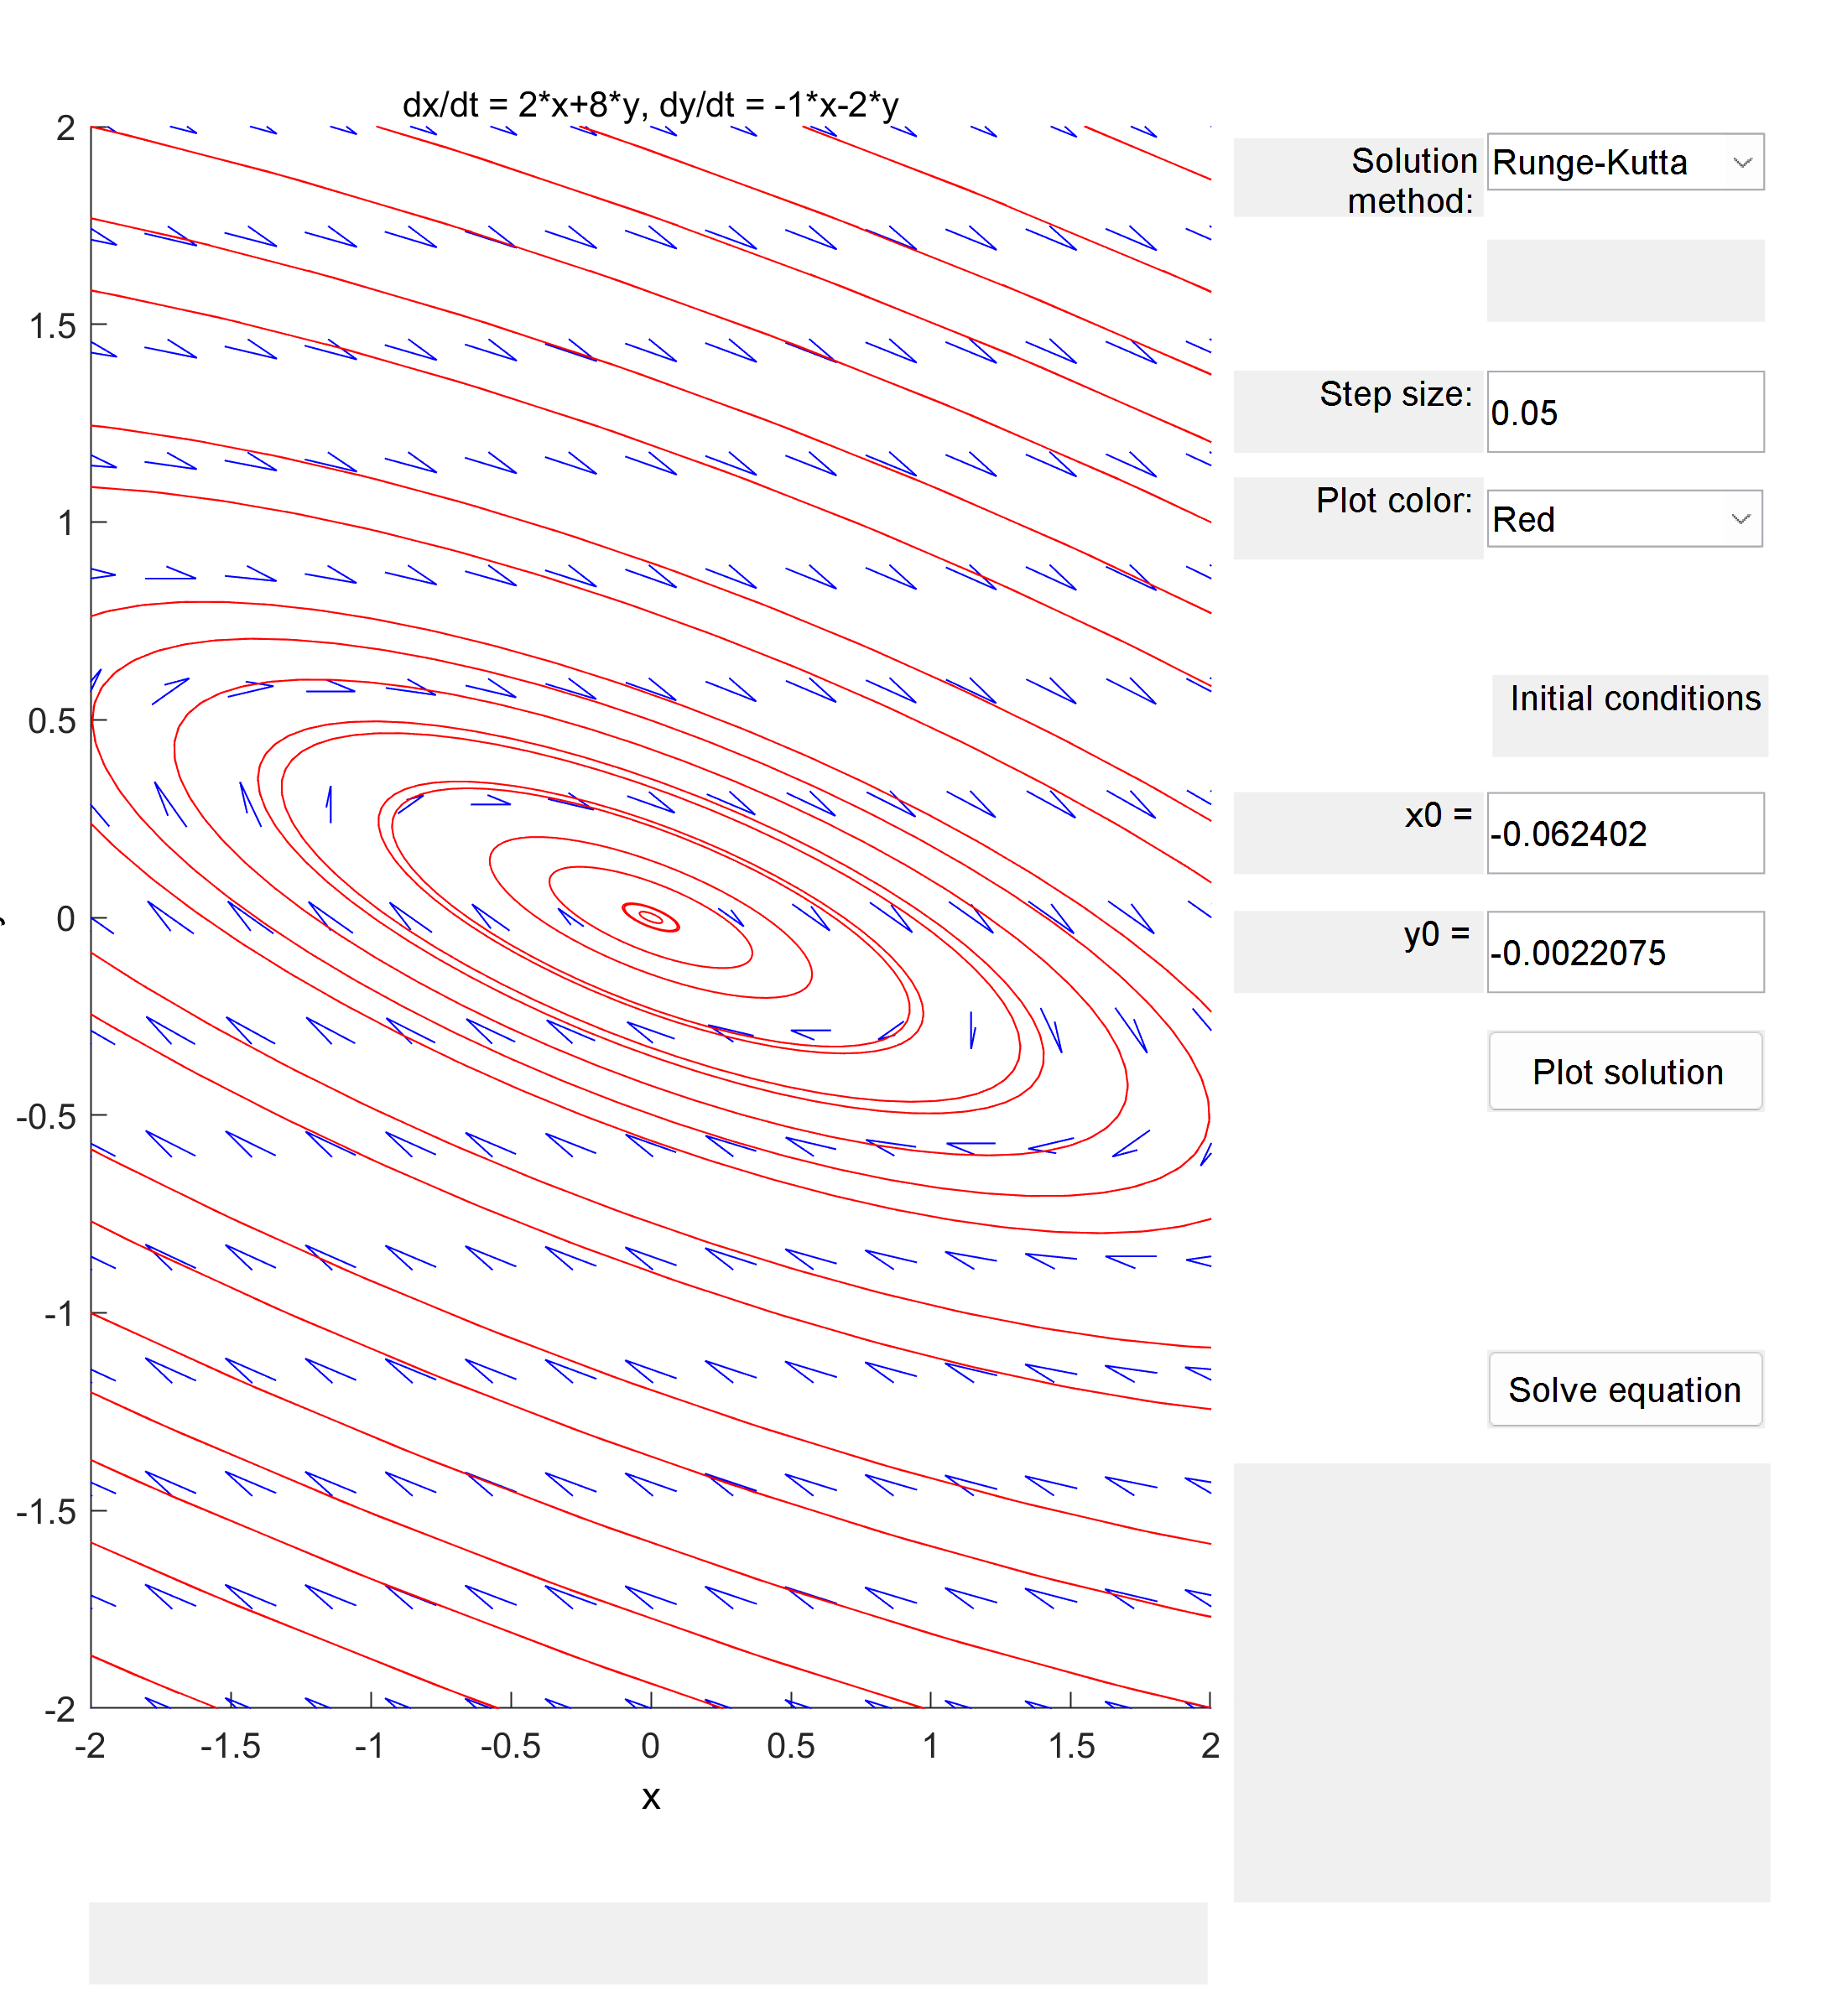 dx/dt = 2*x+8*y, dy/dt = -1*x-2*y
2
1.5
1
0.5
0
-0.5
-1
-1.5
-2
-2
-1.5
-1
-0.5
0
0.5
1
1.5
2
x
Solution
method:
Runge-Kutta
Step size:
0.05
Plot color:
Red
Initial conditions
x0 =
-0.062402
y0 =
-0.0022075
Plot solution
Solve equation